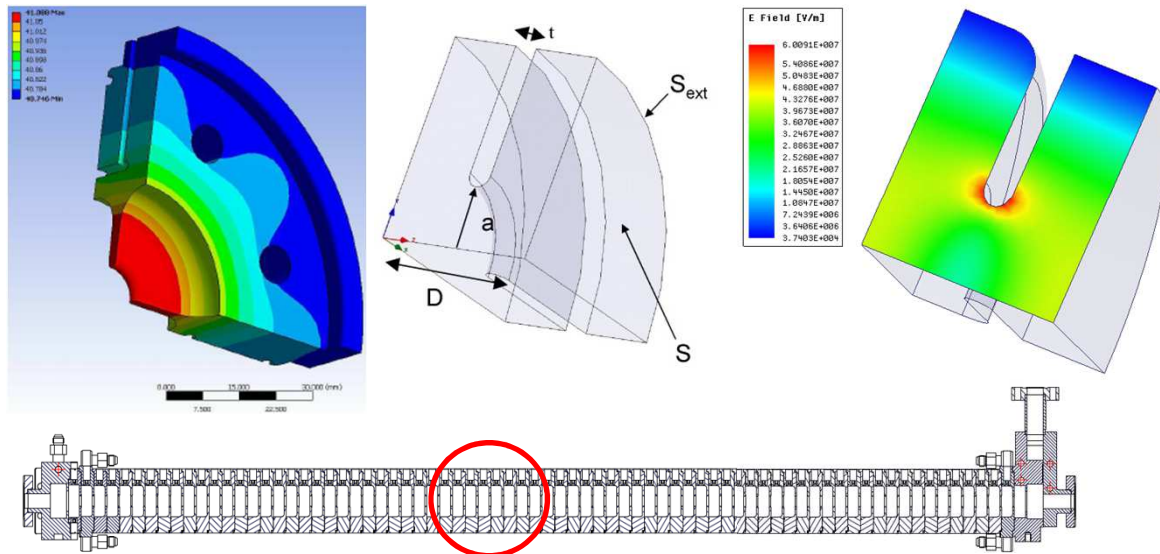 41.088 Max
41.05
41.012
40.974
40.936
40.898
40.86
40.822
40.784
40.746 Min
0.000
15.000
30.000 (mm)
7.500
22.500
t
S_ext
a
D
S
Y
z
x
E Field [V/m]
6.0091E+007
5.4086E+007
5.0483E+007
4.6880E+007
4.3276E+007
3.9673E+007
3.6070E+007
3.2467E+007
2.8863E+007
2.5260E+007
2.1657E+007
1.8054E+007
1.4450E+007
1.0847E+007
7.2439E+006
3.6406E+006
3.7403E+004